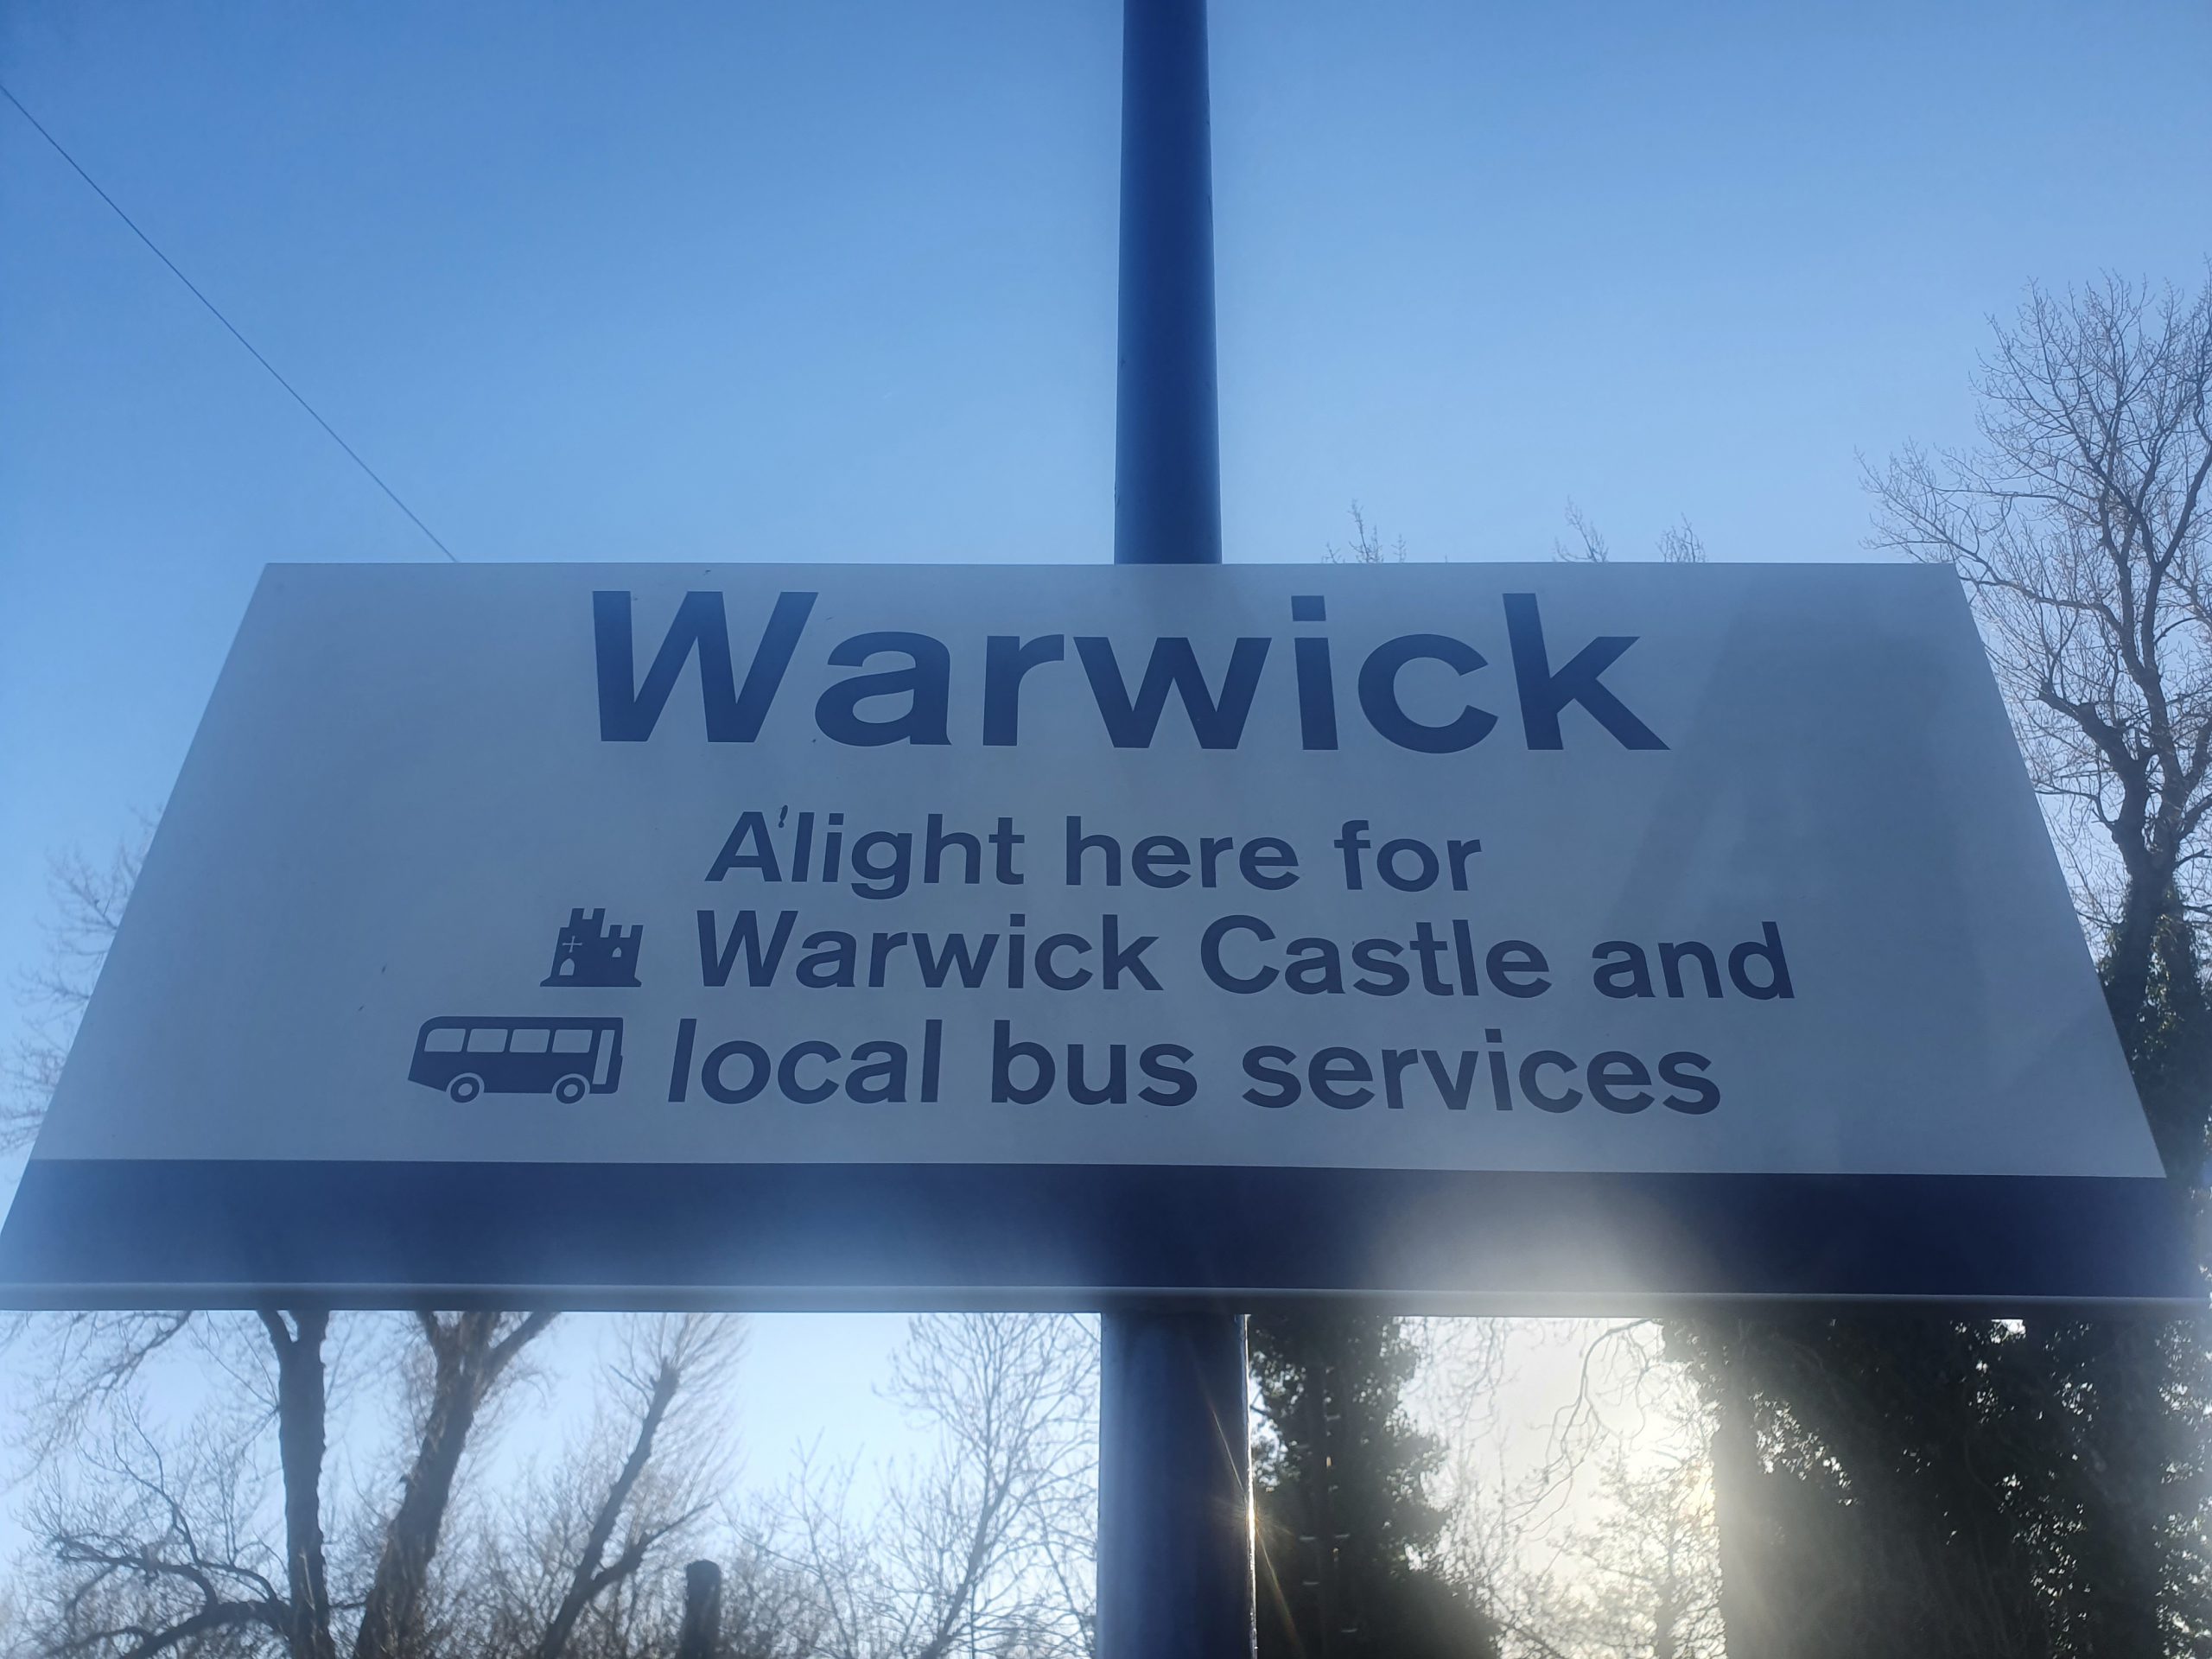 Warwick
Alight here for
Warwick Castle and
local bus services